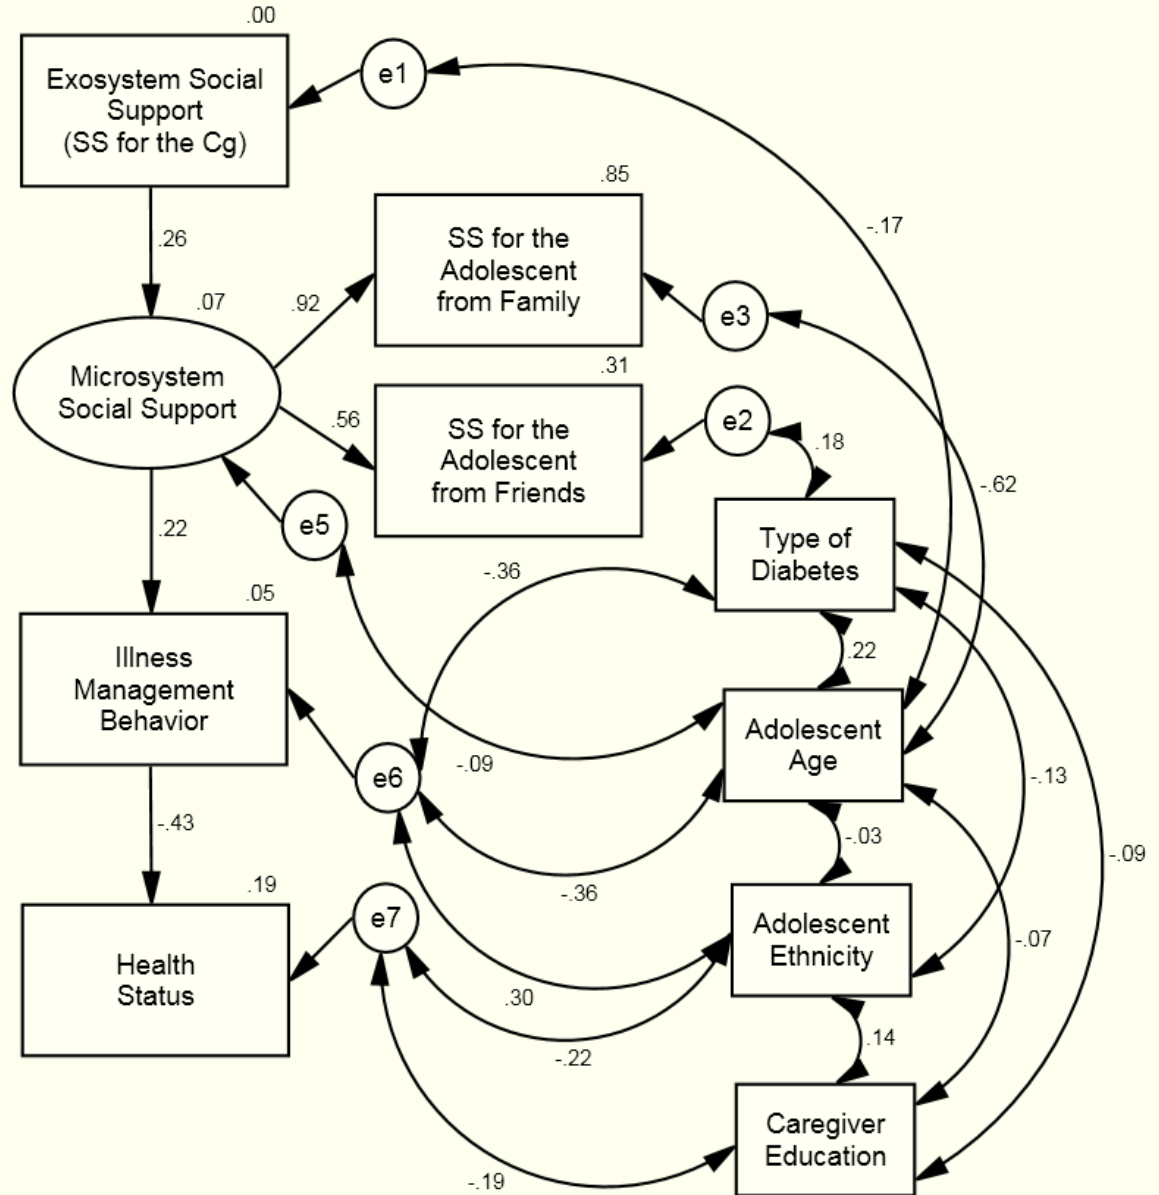 .00
Exosystem Social
Support
(SS for the Cg)
e1
.85
SS for the
Adolescent
from Family
-.17
.26
.07
.92
e3
Microsystem
Social Support
.31
.56
SS for the
Adolescent
from Friends
e2
.18
-.62
e5
.22
Type of
Diabetes
-.36
.05
Illness
Management
Behavior
.22
Adolescent
Age
-.09
e6
-.13
-.43
-.03
-.09
-.36
.19
Health
Status
e7
Adolescent
Ethnicity
-.07
.30
-.22
.14
Caregiver
Education
-.19